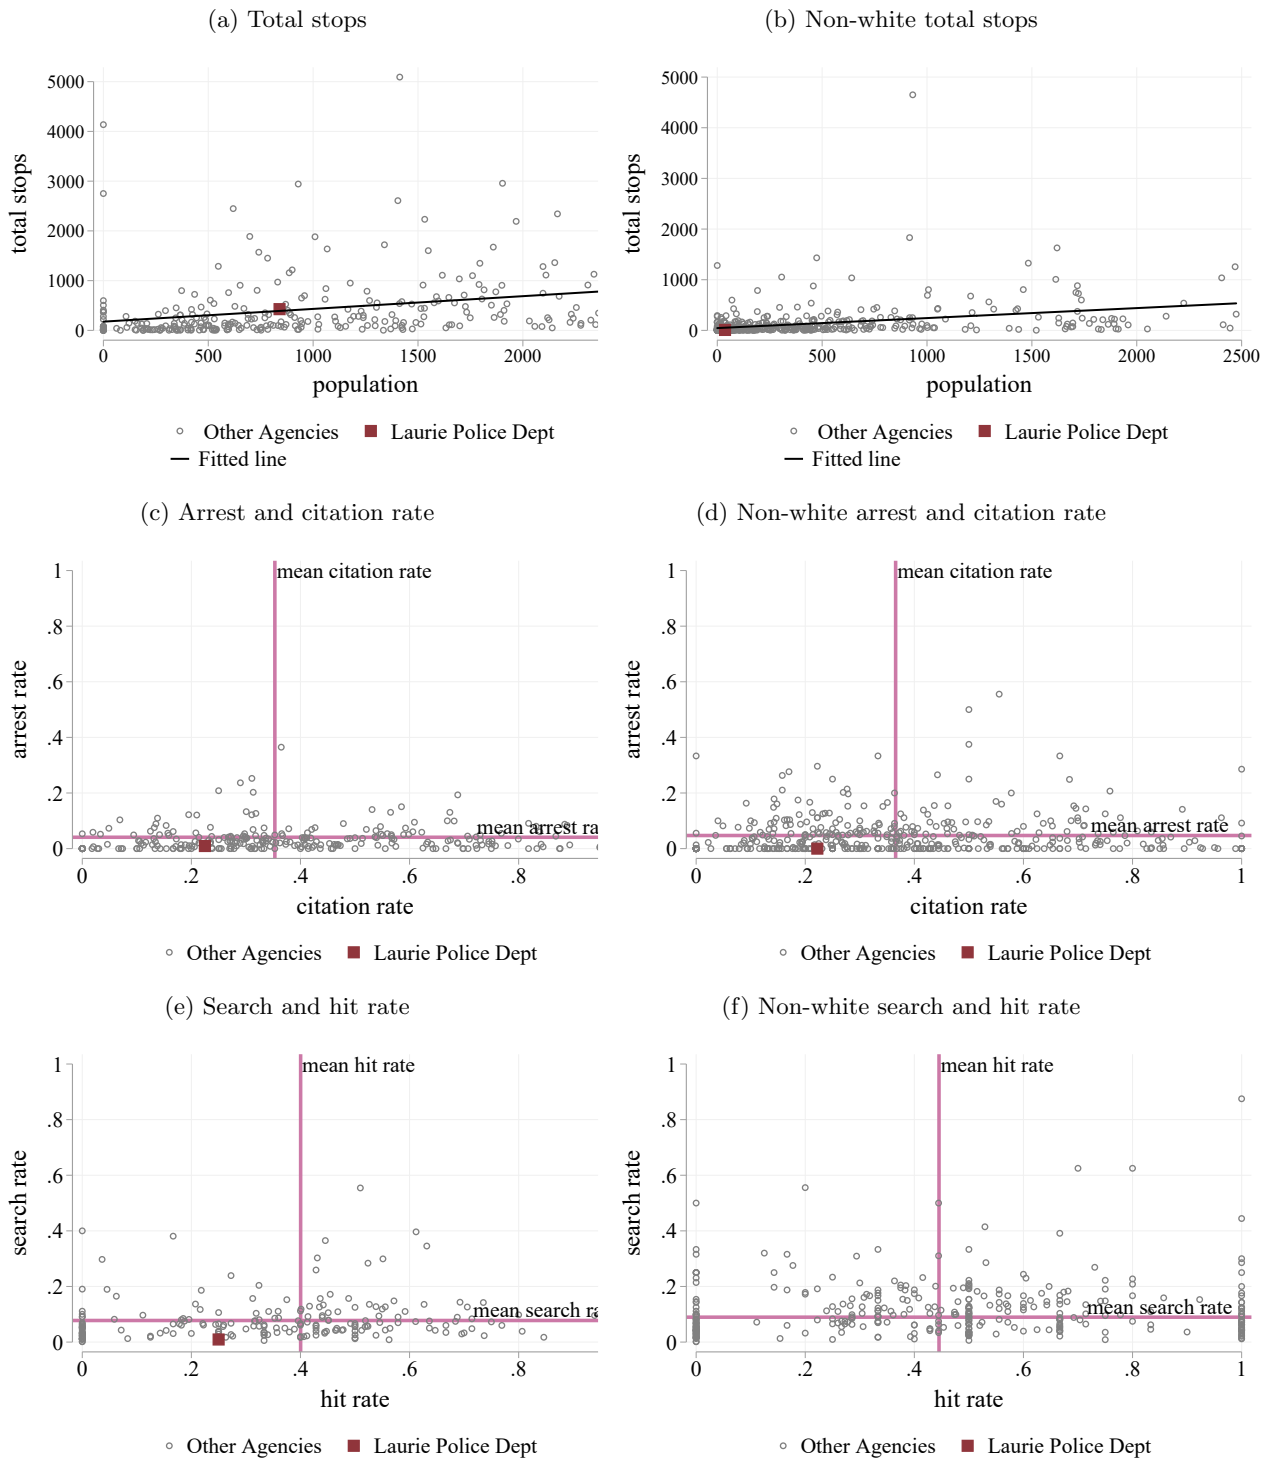 (a) Total stops
(b) Non-white total stops
total stops
5000
4000
3000
2000
1000
0
0 500 1000 1500 2000
population
Other Agencies Laurie Police Dept
Fitted line
total stops
5000
4000
3000
2000
1000
0
0 500 1000 1500 2000 2500
population
Other Agencies Laurie Police Dept
Fitted line
(c) Arrest and citation rate
(d) Non-white arrest and citation rate
arrest rate
1
.8
.6
.4
.2
0
mean citation rate
mean arrest ra
0 .2 .4 .6 .8
citation rate
Other Agencies Laurie Police Dept
arrest rate
1
.8
.6
.4
.2
0
mean citation rate
mean arrest rate
0 .2 .4 .6 .8 1
citation rate
Other Agencies Laurie Police Dept
(e) Search and hit rate
(f) Non-white search and hit rate
search rate
1
.8
.6
.4
.2
0
mean hit rate
mean search ra
0 .2 .4 .6 .8
hit rate
Other Agencies Laurie Police Dept
search rate
1
.8
.6
.4
.2
0
mean hit rate
mean search rate
0 .2 .4 .6 .8 1
hit rate
Other Agencies Laurie Police Dept